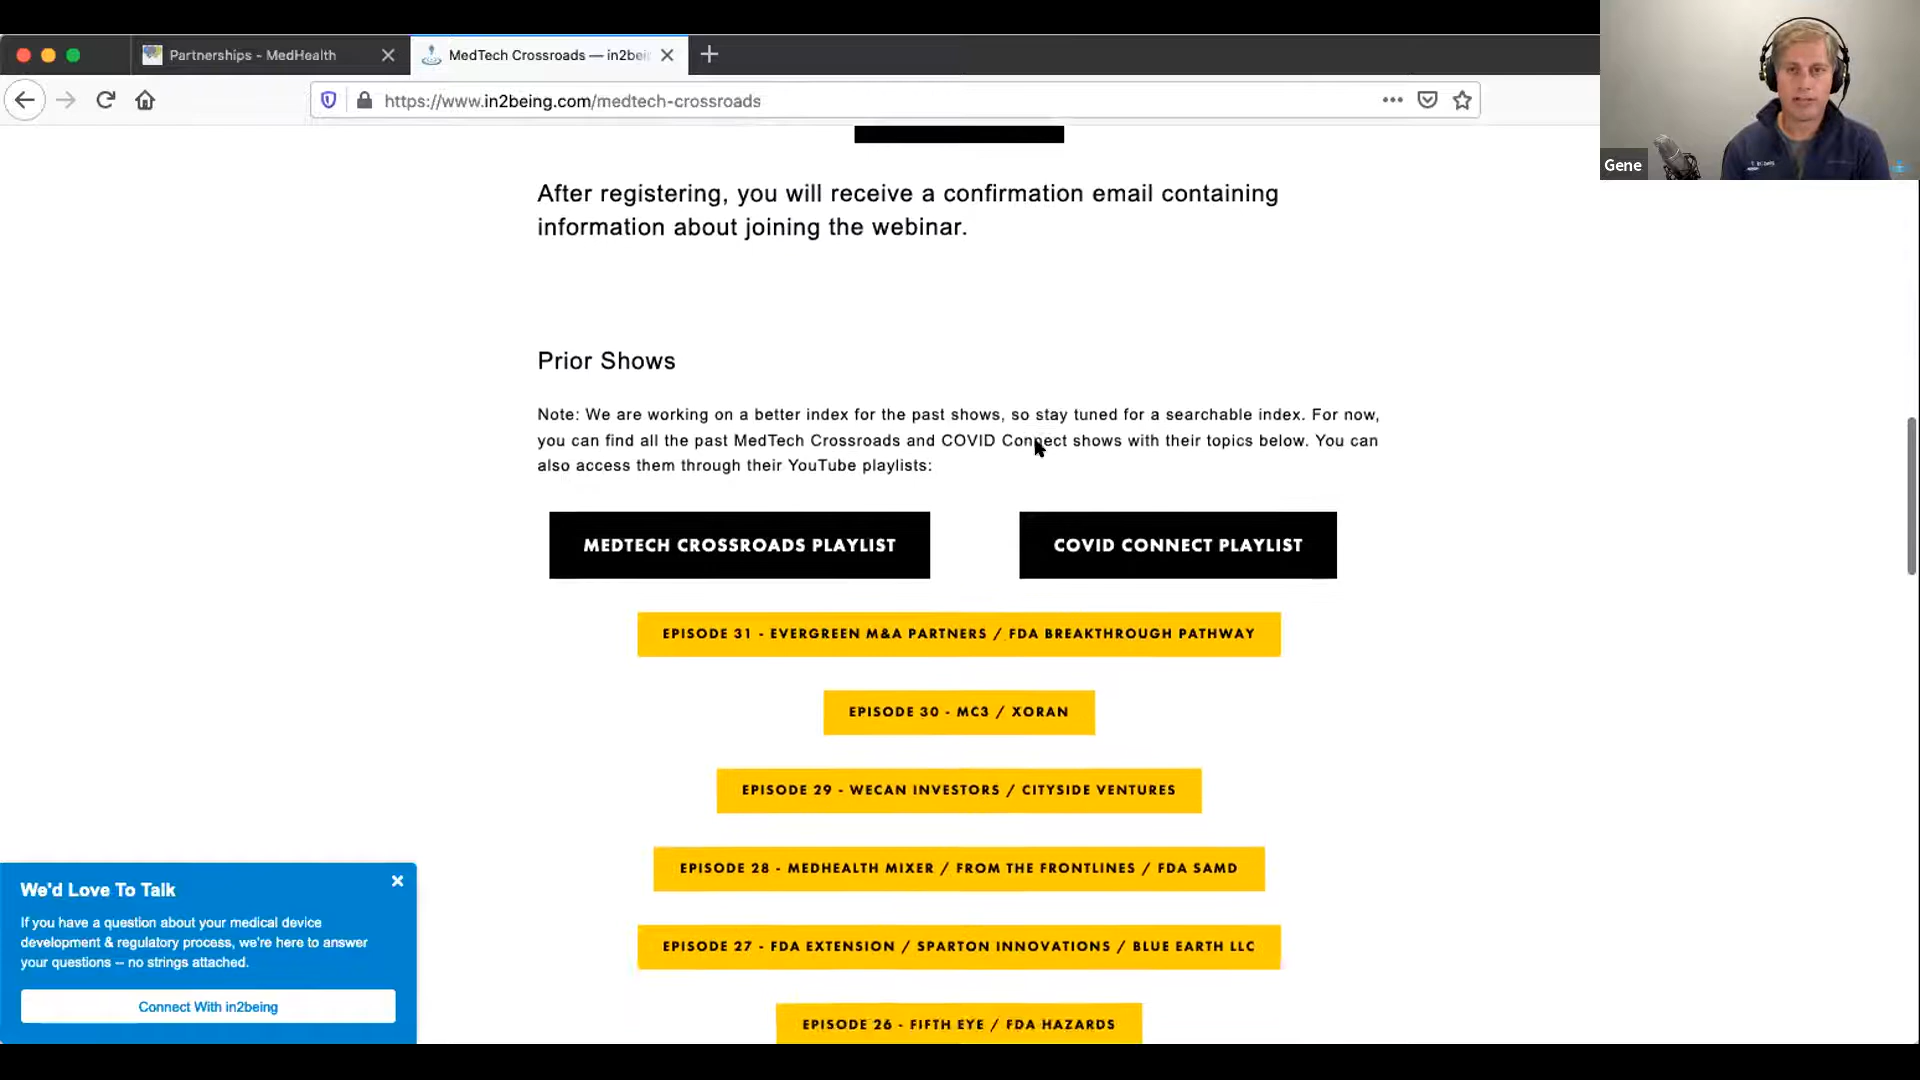 Partnerships - MedHealth
MedTech Crossroads — in2bei
https://www.in2being.com/medtech-crossroads
Gene
After registering, you will receive a confirmation email containing
information about joining the webinar.
Prior Shows
Note: We are working on a better index for the past shows, so stay tuned for a searchable index. For now,
you can find all the past MedTech Crossroads and COVID Connect shows with their topics below. You can
also access them through their YouTube playlists:
MEDTECH CROSSROADS PLAYLIST
COVID CONNECT PLAYLIST
EPISODE 31 - EVERGREEN M&A PARTNERS / FDA BREAKTHROUGH PATHWAY
EPISODE 30 - MC3 / XORAN
EPISODE 29 - WECAN INVESTORS / CITYSIDE VENTURES
EPISODE 28 - MEDHEALTH MIXER / FROM THE FRONTLINES / FDA SAMD
EPISODE 27 - FDA EXTENSION / SPARTON INNOVATIONS / BLUE EARTH LLC
EPISODE 26 - FIFTH EYE / FDA HAZARDS
We'd Love To Talk
If you have a question about your medical device
development & regulatory process, we're here to answer
your questions – no strings attached.
Connect With in2being